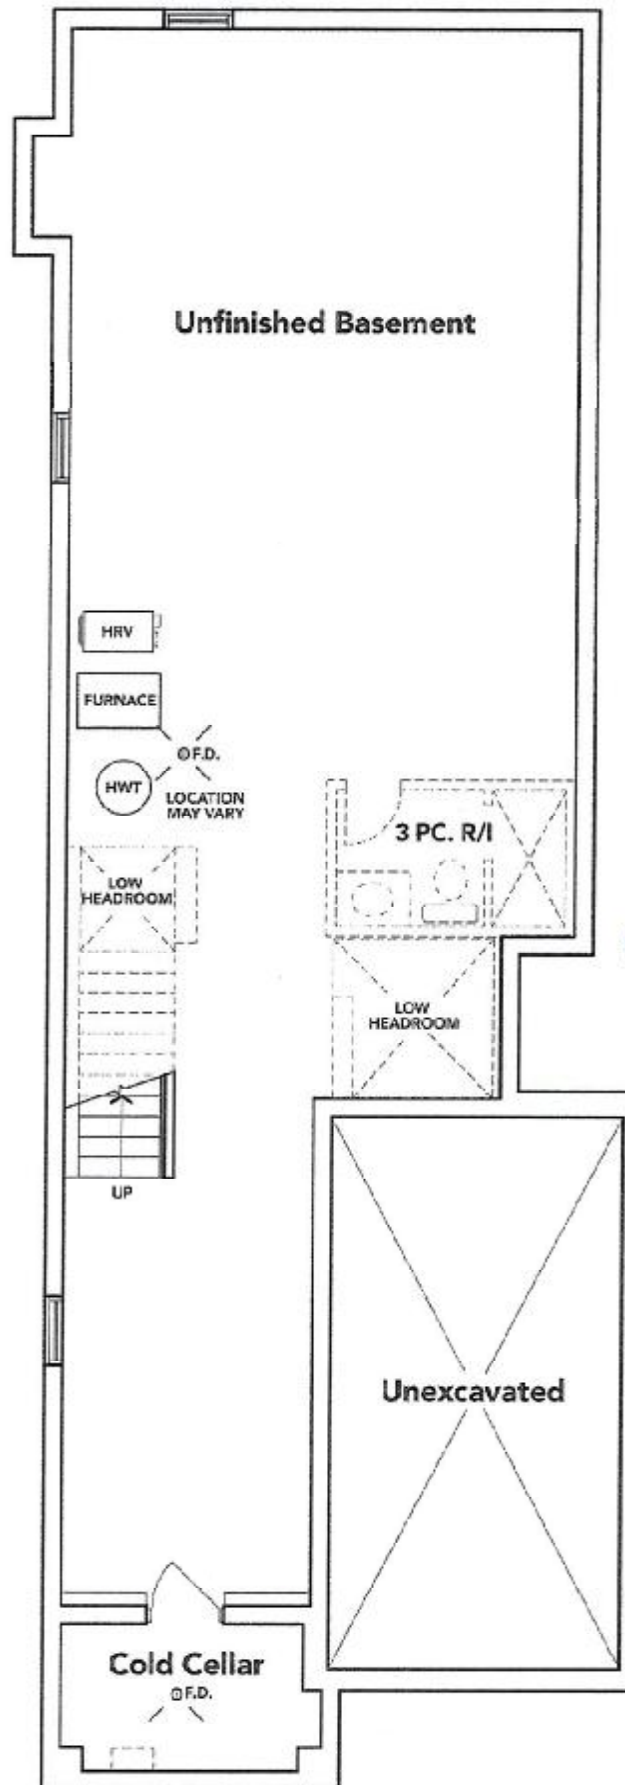 Unfinished Basement
HRV
FURNACE
F.D.
HWT
LOCATION
MAY VARY
3 PC. R/I
LOW
HEADROOM
LOW
HEADROOM
UP
Unexcavated
Cold Cellar
F.D.